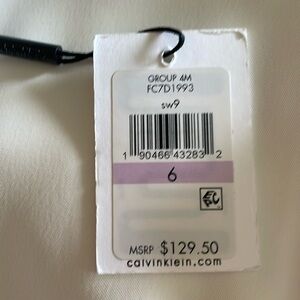 GROUP 4M
FC7D1993
sw9
1 90466 43283 2
6
MSRP $129.50
calvinklein.com